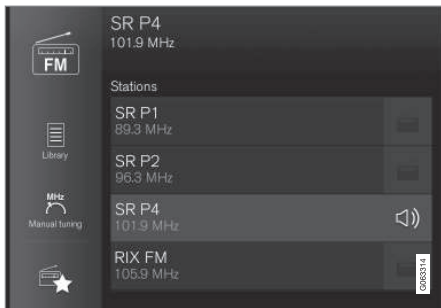 SR P4
101.9 MHz
FM
Stations
SR P1
89.3 MHz
Library
SR P2
96.3 MHz
MHz
Manual tuning
SR P4
101.9 MHz
RIX FM
105.9 MHz
G063314